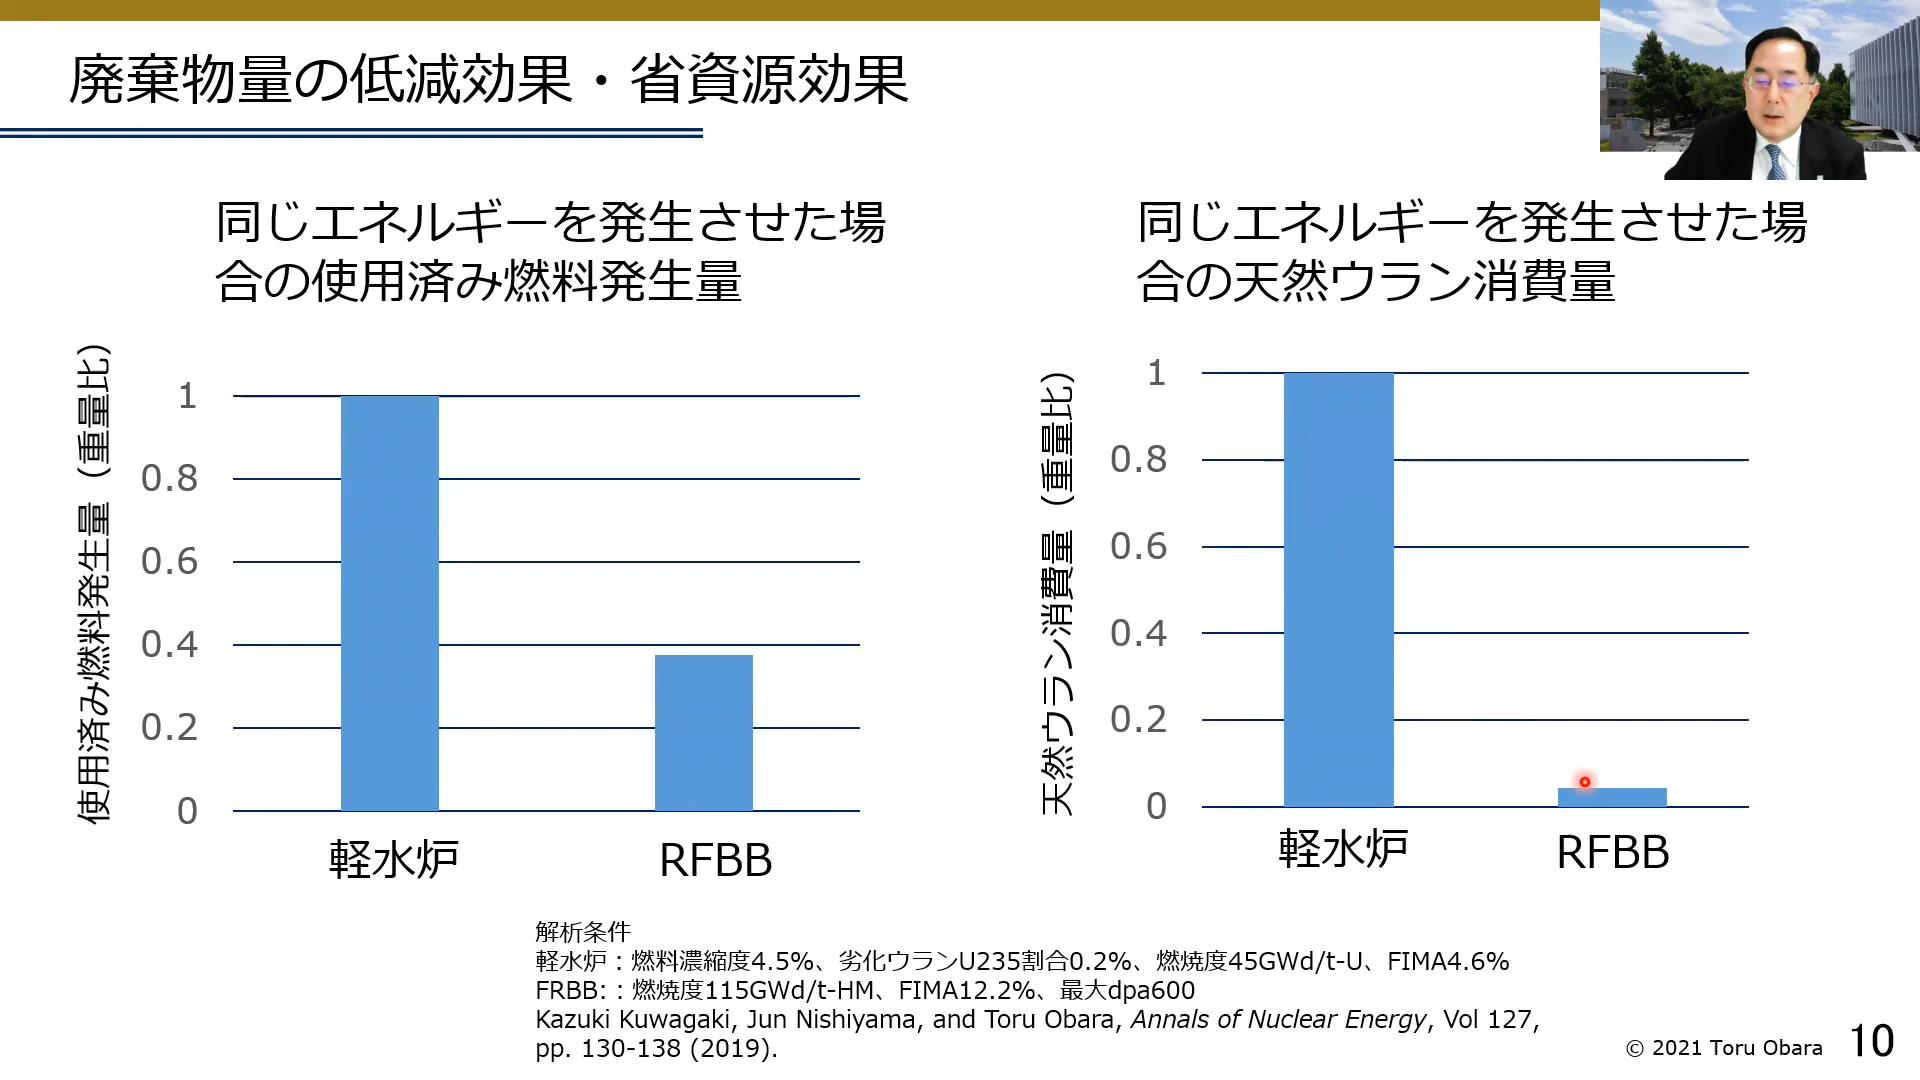 廃棄物量の低減効果・省資源効果
同じエネルギーを発生させた場
合の使用済み燃料発生量
使用済み燃料発生量（重量比）
1
0.8
0.6
0.4
0.2
0
軽水炉
RFBB
同じエネルギーを発生させた場
合の天然ウラン消費量
天然ウラン消費量（重量比）
1
0.8
0.6
0.4
0.2
0
軽水炉
RFBB
解析条件
軽水炉：燃料濃縮度4.5%、劣化ウランU235割合0.2%、燃焼度45GWd/t-U、FIMA4.6%
FRBB:：燃焼度115GWd/t-HM、FIMA12.2%、最大dpa600
Kazuki Kuwagaki, Jun Nishiyama, and Toru Obara, Annals of Nuclear Energy, Vol 127,
pp. 130-138 (2019).
© 2021 Toru Obara
10